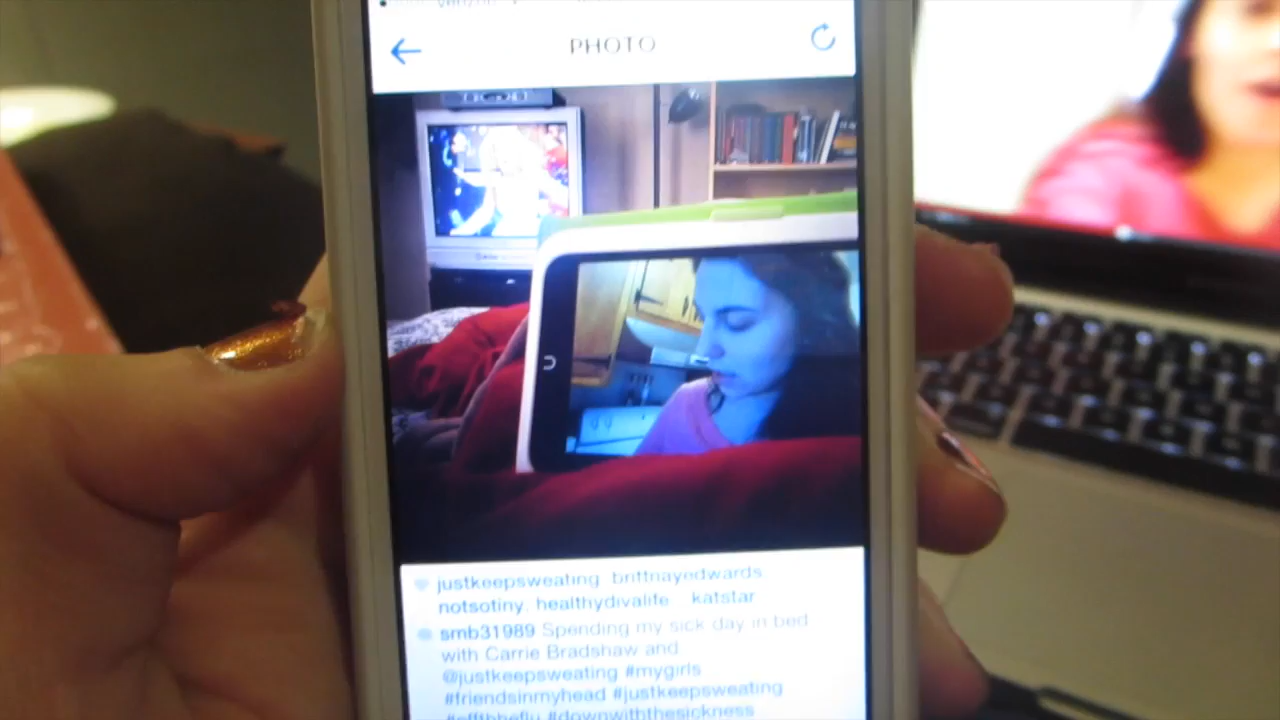 PHOTO
justkeepsweating brittnayedwards
notsotiny, healthydivalife katstar
smb31989 Spending my sick day in bed
with Carrie Bradshaw and
@justkeepsweating #mygirls
#friendsinmyhead #justkeepsweating
#downwiththesickness